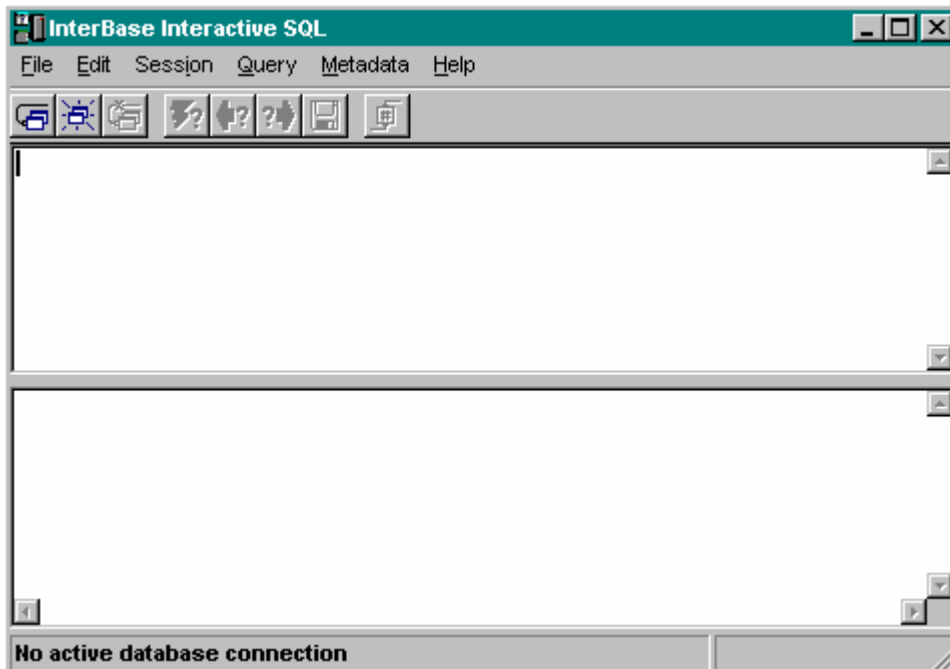 InterBase Interactive SQL
File Edit Session Query Metadata Help
No active database connection